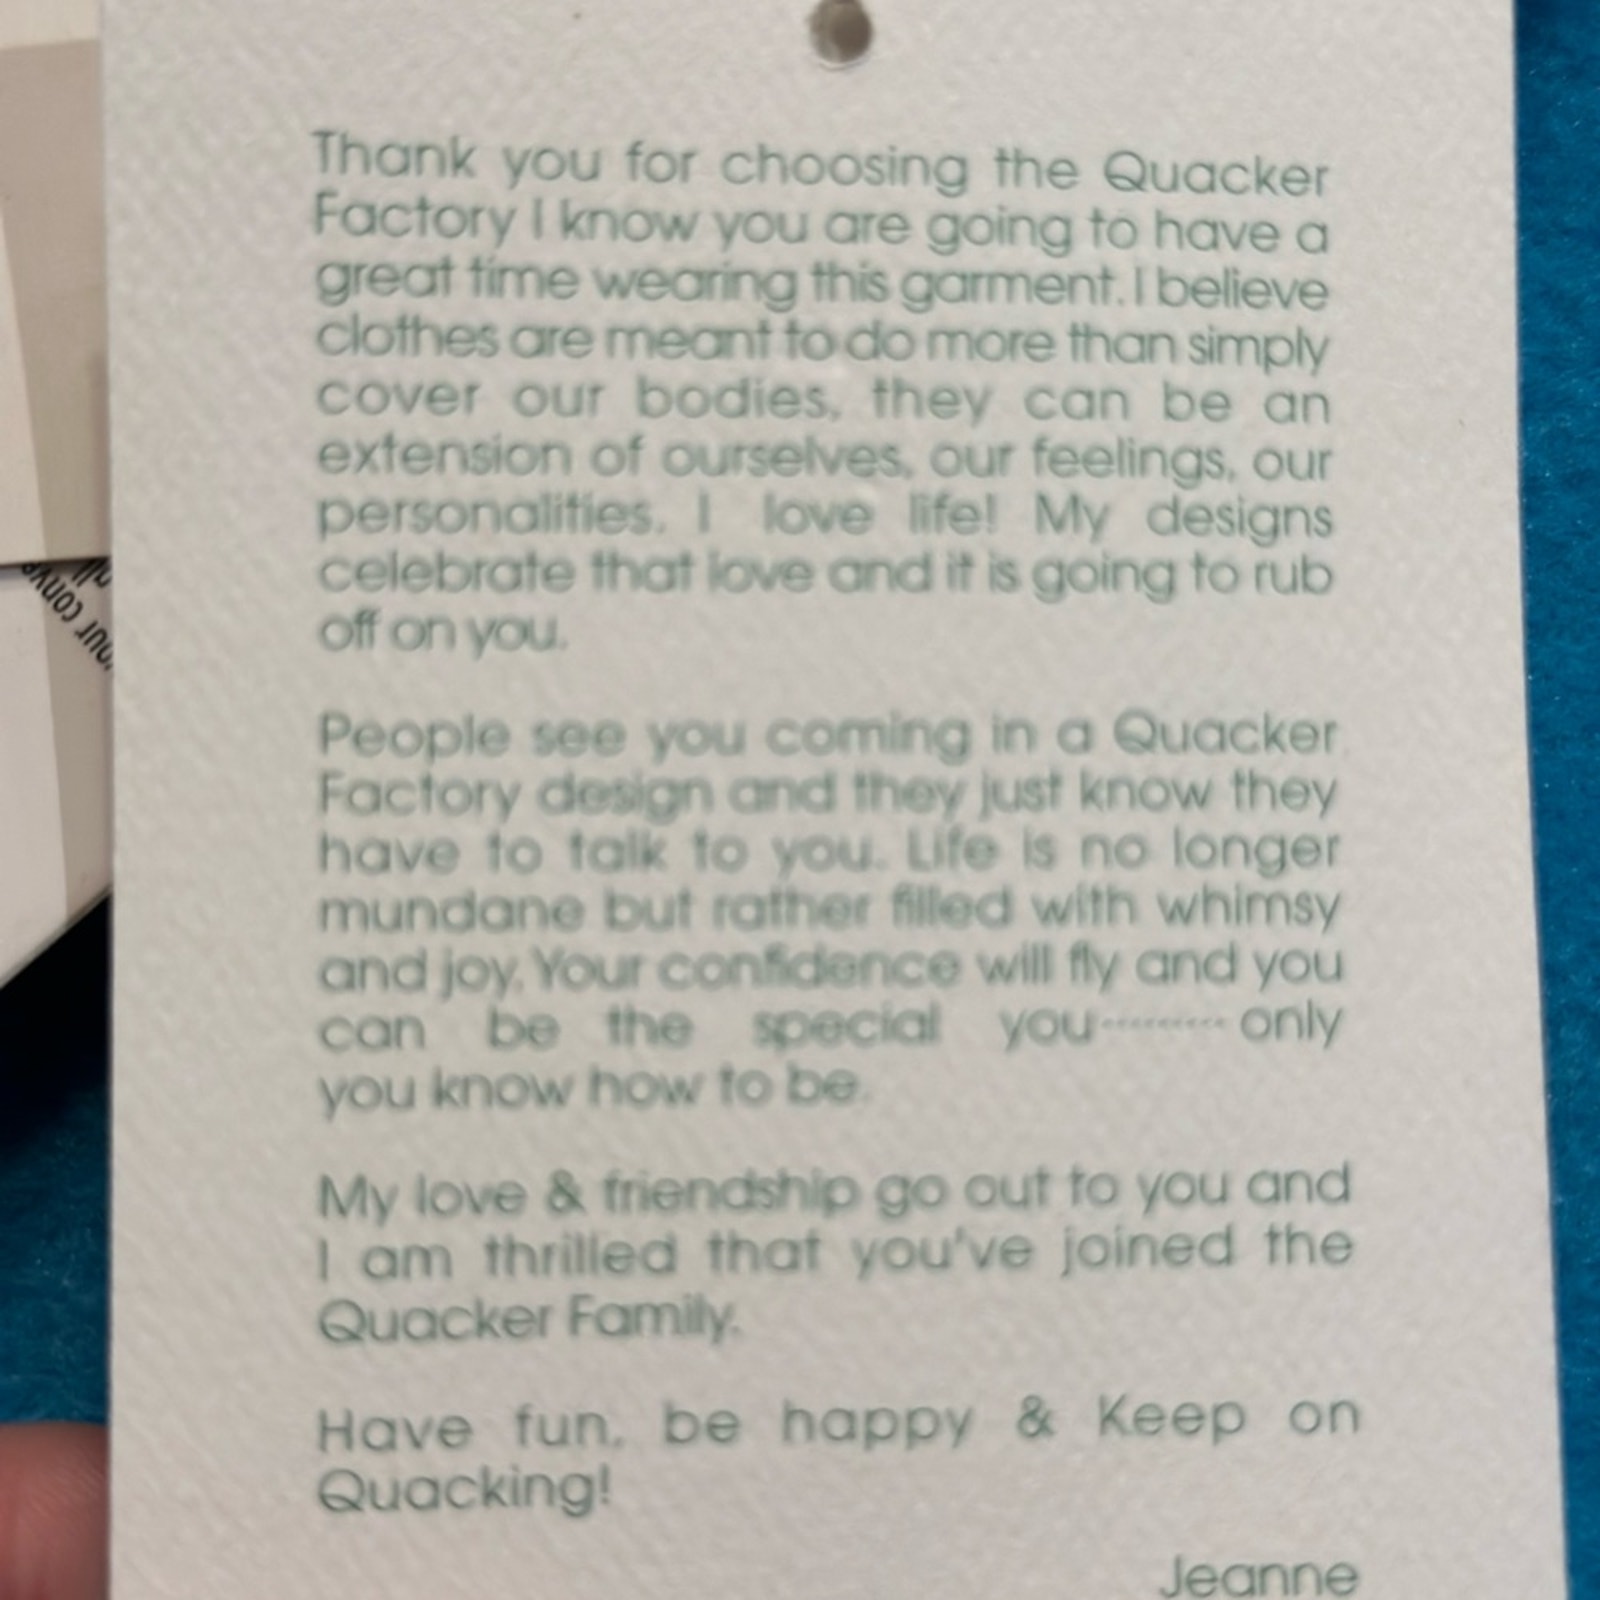 Thank you for choosing the Quacker
Factory I know you are going to have a
great time wearing this garment. I believe
clothes are meant to do more than simply
cover our bodies, they can be an
extension of ourselves, our feelings, our
personalities. I love life! My designs
celebrate that love and it is going to rub
off on you.
People see you coming in a Quacker
Factory design and they just know they
have to talk to you. Life is no longer
mundane but rather filled with whimsy
and joy. Your confidence will fly and you
can be the special you--------- only
you know how to be.
My love & friendship go out to you and
I am thrilled that you've joined the
Quacker Family.
Have fun, be happy & Keep on
Quacking!
Jeanne